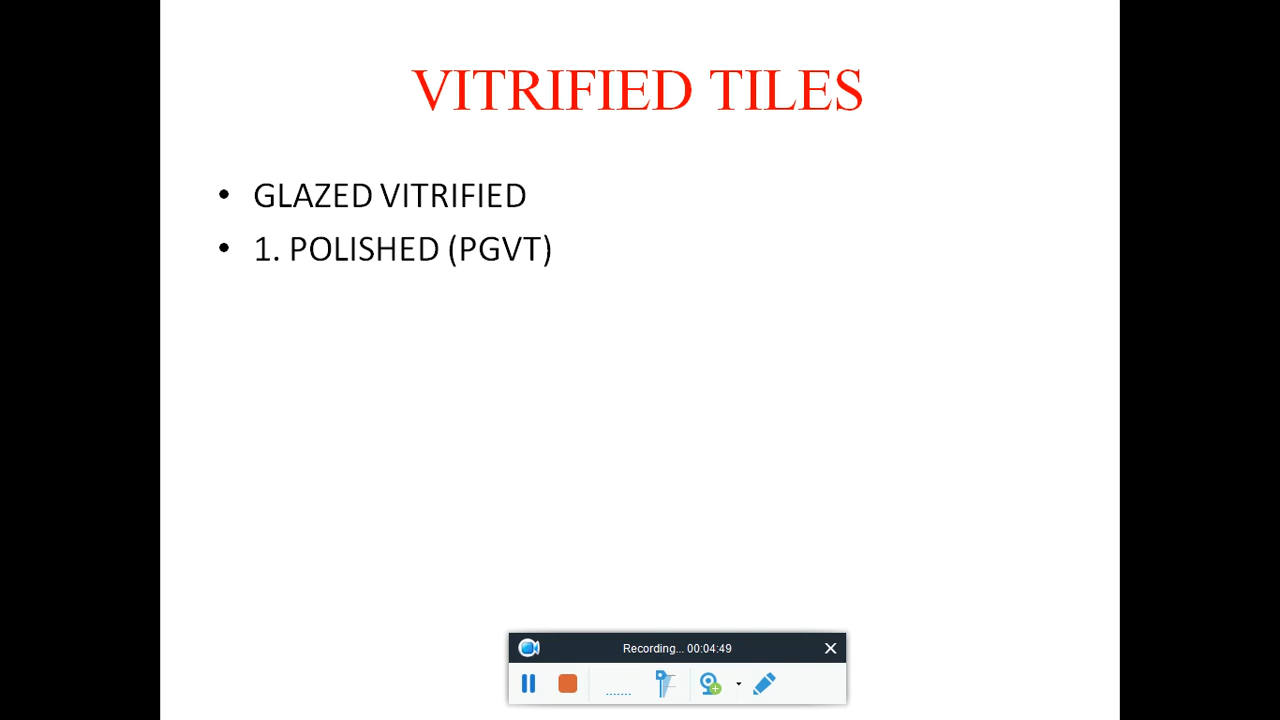 VITRIFIED TILES
• GLAZED VITRIFIED
• 1. POLISHED (PGVT)
Recording... 00:04:49